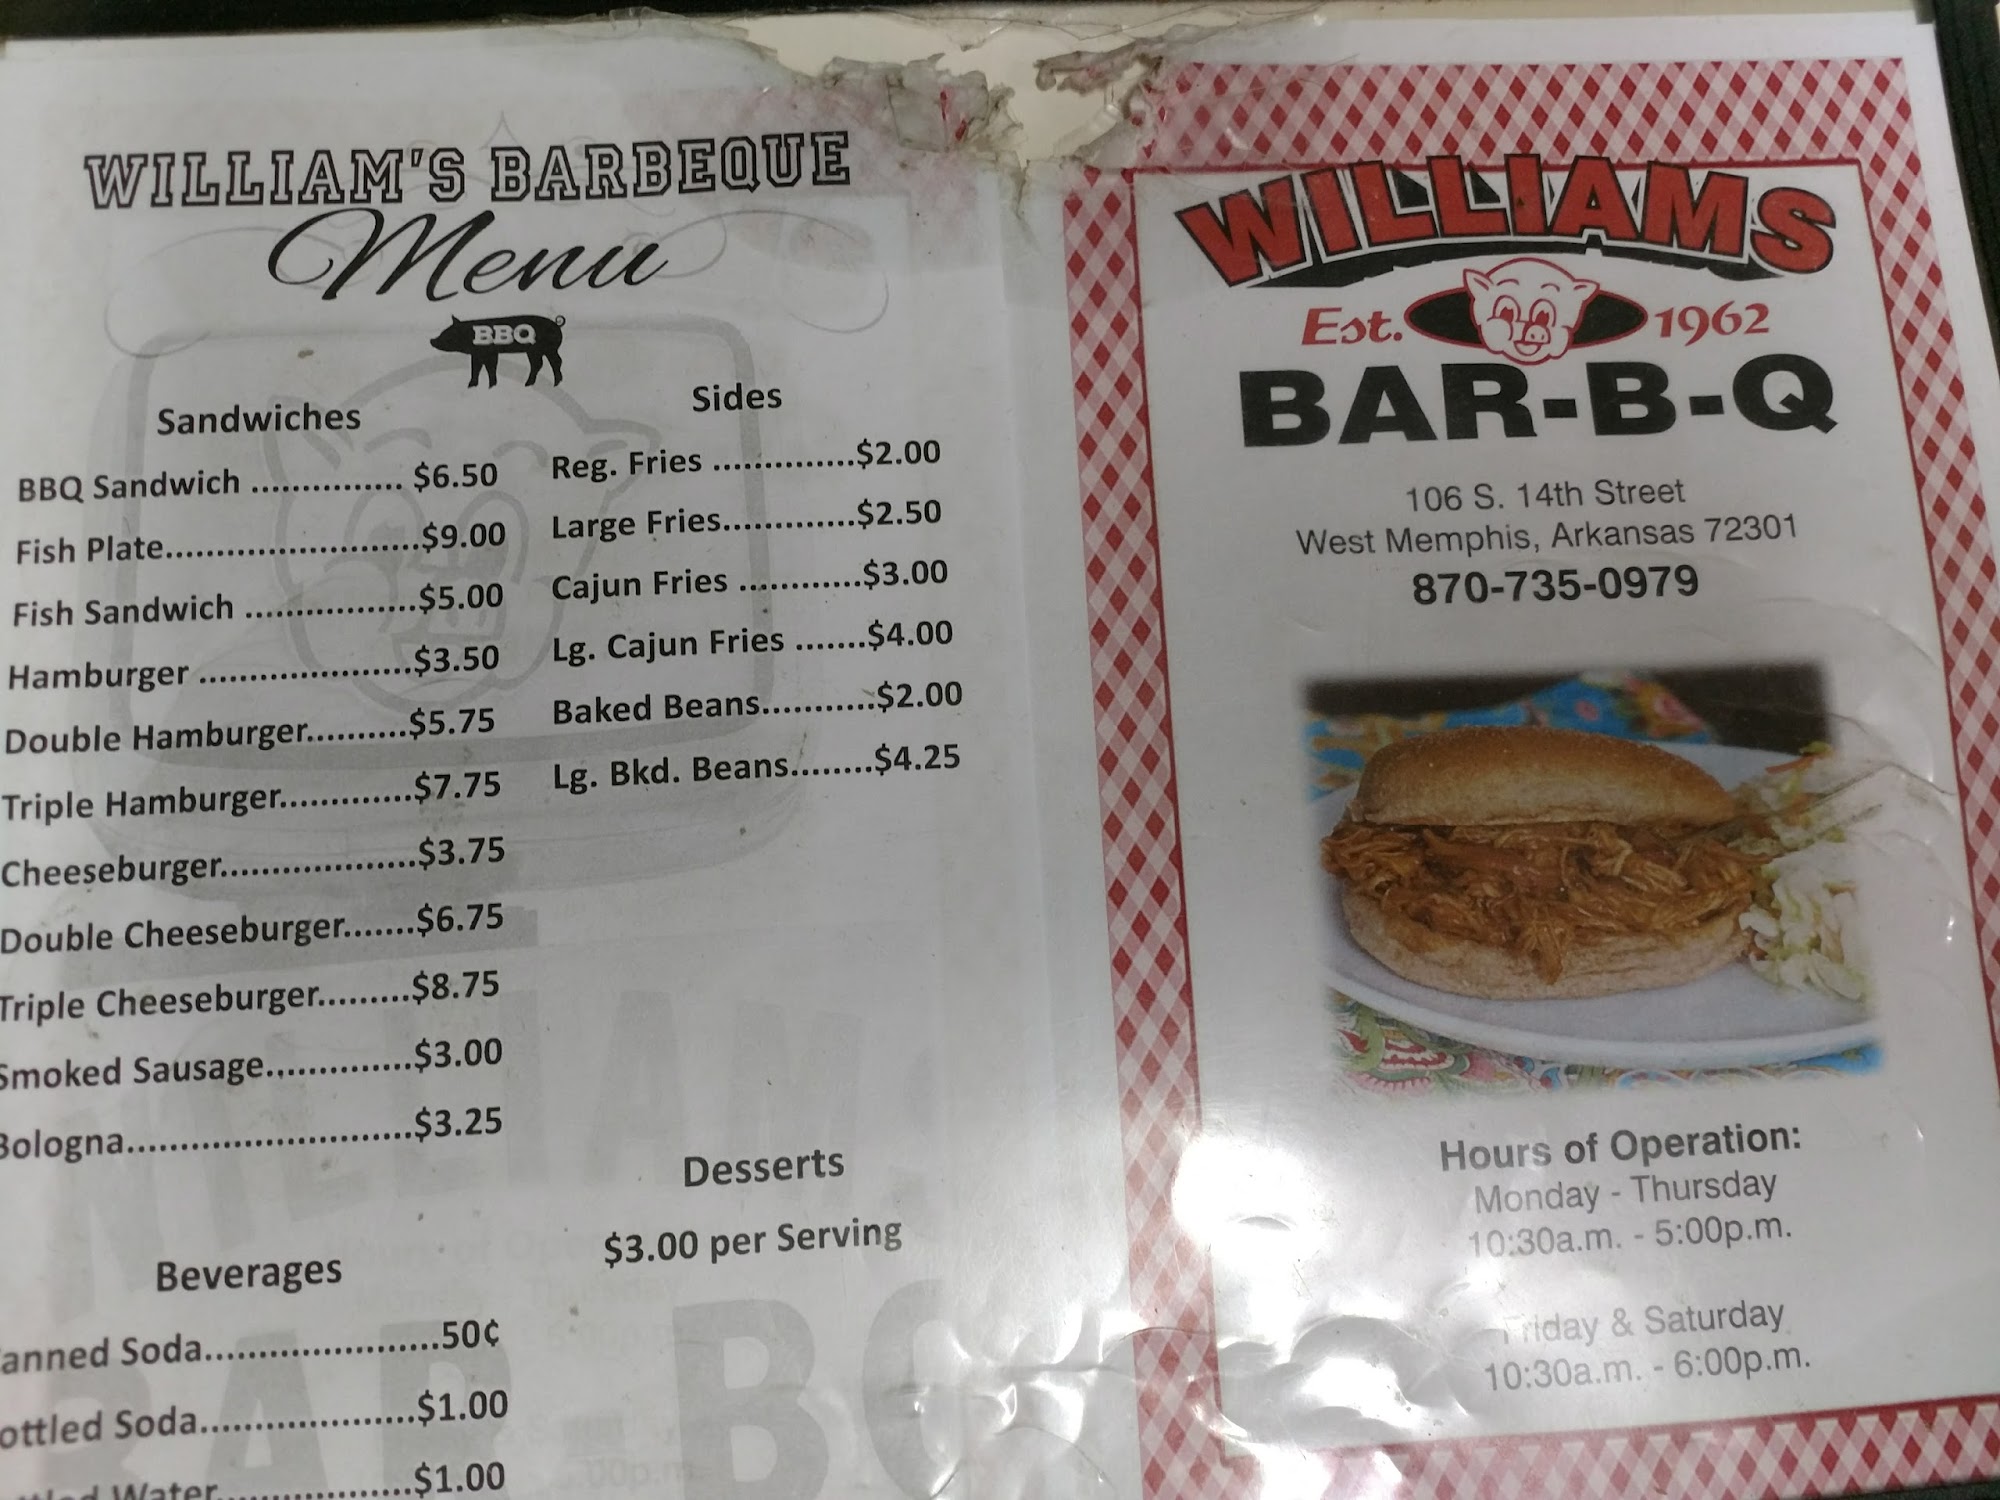 WILLIAM'S BARBEQUE
Menu
BBQ
Sandwiches
BBQ Sandwich ............... $6.50
Fish Plate.........................$9.00
Fish Sandwich .................$5.00
Hamburger .....................$3.50
Double Hamburger..........$5.75
Triple Hamburger.............$7.75
Cheeseburger...................$3.75
Double Cheeseburger.......$6.75
Triple Cheeseburger.........$8.75
Smoked Sausage..............$3.00
Bologna...........................$3.25
Sides
Reg. Fries ..............$2.00
Large Fries.............$2.50
Cajun Fries ............$3.00
Lg. Cajun Fries .......$4.00
Baked Beans...........$2.00
Lg. Bkd. Beans........$4.25
Beverages
anned Soda......................50¢
ottled Soda....................$1.00
Water...................$1.00
Desserts
$3.00 per Serving
WILLIAMS
Est. 1962
BAR-B-Q
106 S. 14th Street
West Memphis, Arkansas 72301
870-735-0979
Hours of Operation:
Monday - Thursday
10:30a.m. - 5:00p.m.
Friday & Saturday
10:30a.m. - 6:00p.m.